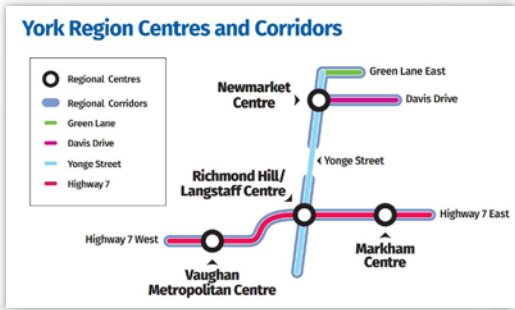 York Region Centres and Corridors
Regional Centres
Regional Corridors
Green Lane
Davis Drive
Yonge Street
Highway 7
Green Lane East
Newmarket
Centre
Davis Drive
Yonge Street
Richmond Hill/
Langstaff Centre
Highway 7 East
Highway 7 West
Markham
Centre
Vaughan
Metropolitan Centre